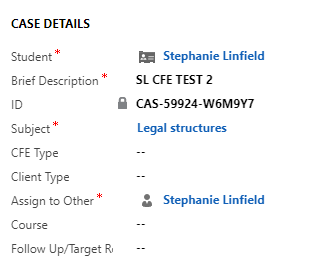 CASE DETAILS
Student* Stephanie Linfield
Brief Description* SL CFE TEST 2
ID CAS-59924-W6M9Y7
Subject* Legal structures
CFE Type --
Client Type --
Assign to Other* Stephanie Linfield
Course --
Follow Up/Target --